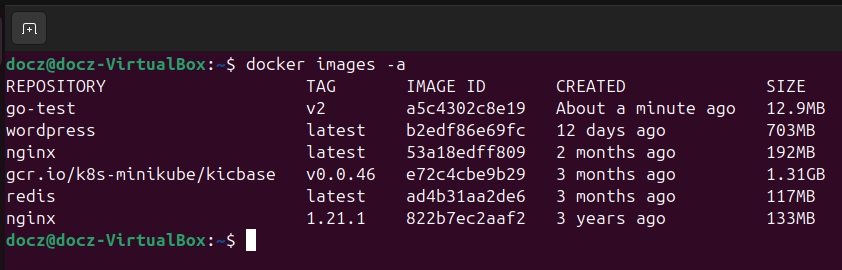 docz@docz-VirtualBox:~$ docker images -a
REPOSITORY TAG IMAGE ID CREATED SIZE
go-test v2 a5c4302c8e19 About a minute ago 12.9MB
wordpress latest b2edf86e69fc 12 days ago 703MB
nginx latest 53a18edff809 2 months ago 192MB
gcr.io/k8s-minikube/kicbase v0.0.46 e72c4cbe9b29 3 months ago 1.31GB
redis latest ad4b31aa2de6 3 months ago 117MB
nginx 1.21.1 822b7ec2aaf2 3 years ago 133MB
docz@docz-VirtualBox:~$